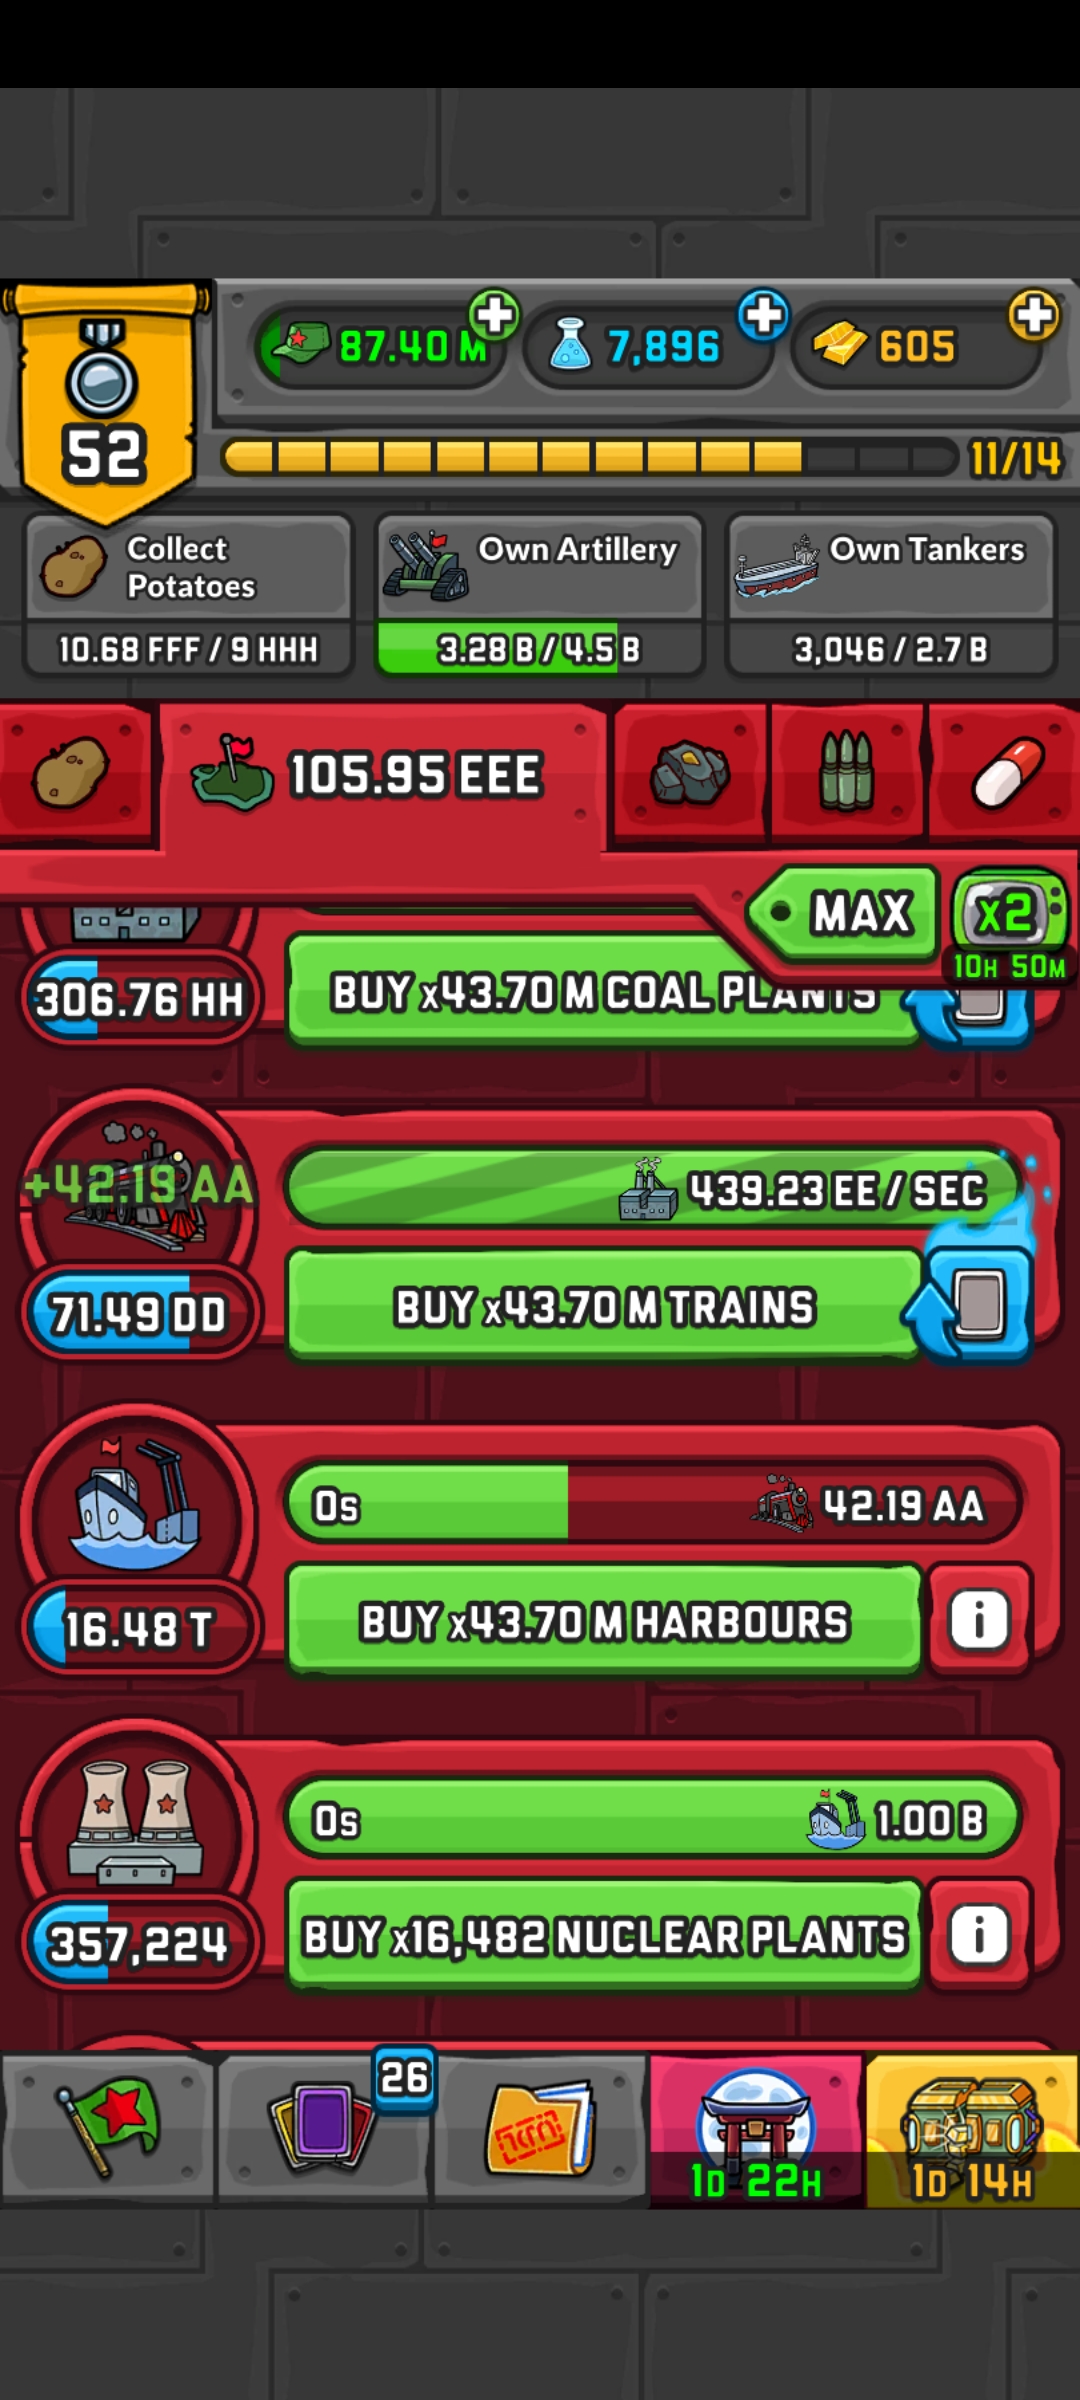 87.40 M
7,896
605
52
11/14
Collect
Potatoes
10.68 FFF / 9 HHH
Own Artillery
3.28 B / 4.5 B
Own Tankers
3,046 / 2.7 B
105.95 EEE
MAX
x2
10H 50M
306.76 HH
BUY x43.70 M COAL PLANTS
+42.19 AA
439.23 EE / SEC
71.49 DD
BUY x43.70 M TRAINS
0s
42.19 AA
16.48 T
BUY x43.70 M HARBOURS
i
0s
1.00 B
357,224
BUY x16,482 NUCLEAR PLANTS
i
26
1D 22H
1D 14H